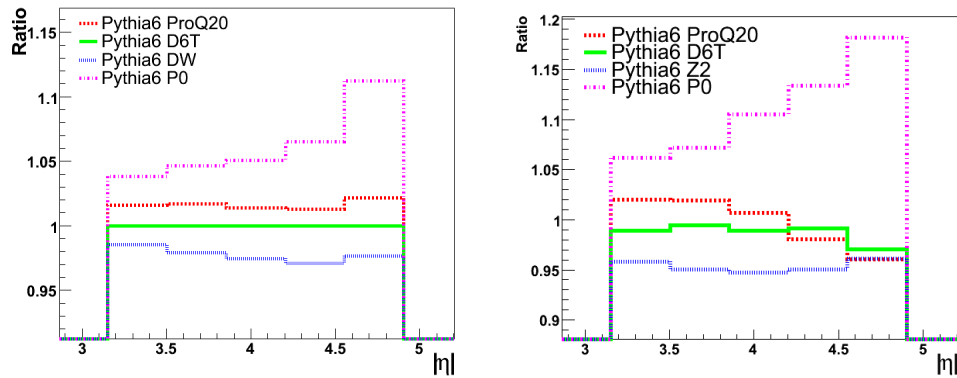 Ratio
1.15
1.1
1.05
1
0.95
Pythia6 ProQ20
Pythia6 D6T
Pythia6 DW
Pythia6 P0
3 3.5 4 4.5 5
|η|
Ratio
1.2
1.15
1.1
1.05
1
0.95
0.9
Pythia6 ProQ20
Pythia6 D6T
Pythia6 Z2
Pythia6 P0
3 3.5 4 4.5 5
|η|